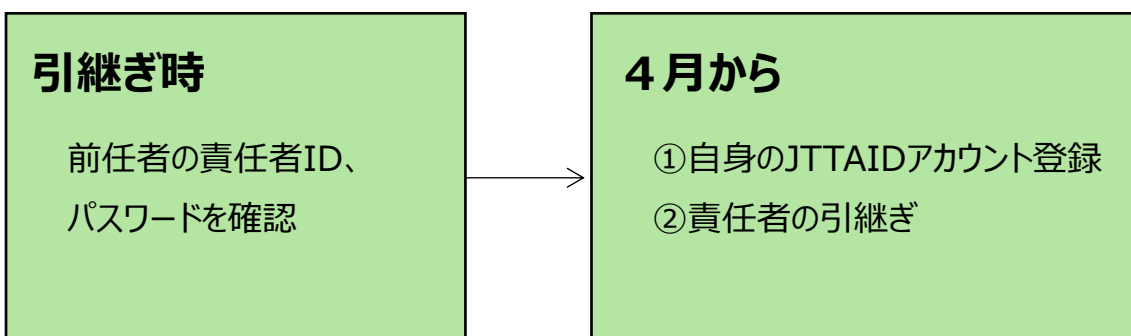 引継ぎ時
前任者の責任者ID、
パスワードを確認
４月から
①自身のJTTAIDアカウント登録
②責任者の引継ぎ